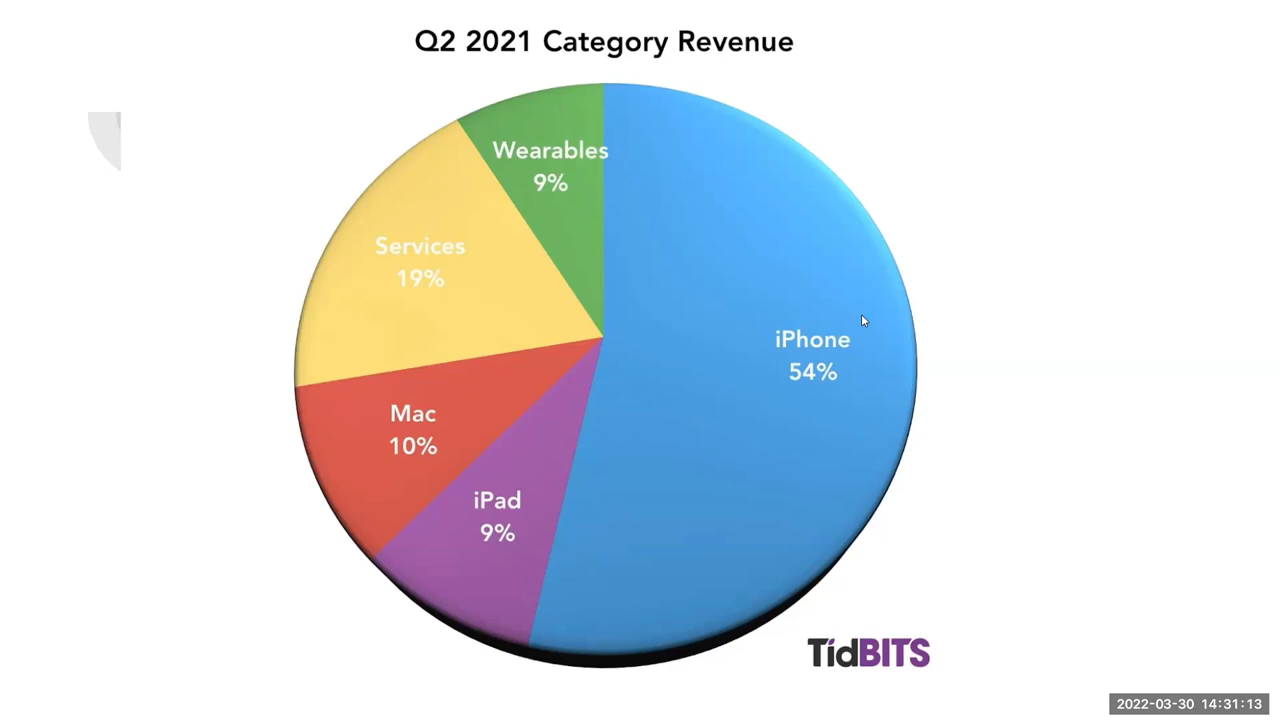 Q2 2021 Category Revenue
Wearables
9%
Services
19%
iPhone
54%
Mac
10%
iPad
9%
TidBITS
2022-03-30 14:31:13